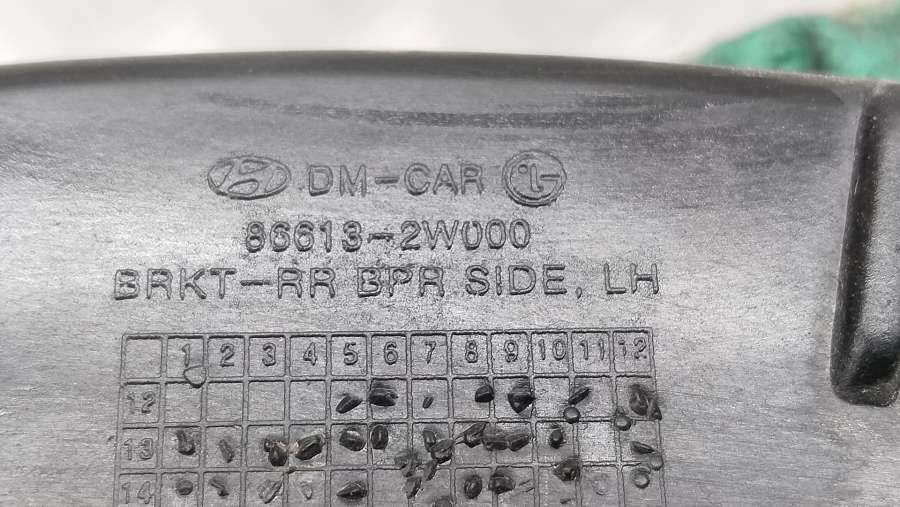 DM-CAR LG
86613-2W000
BRKT-RR BPR SIDE, LH
1 2 3 4 5 6 7 8 9 10 11 12
12
13
14